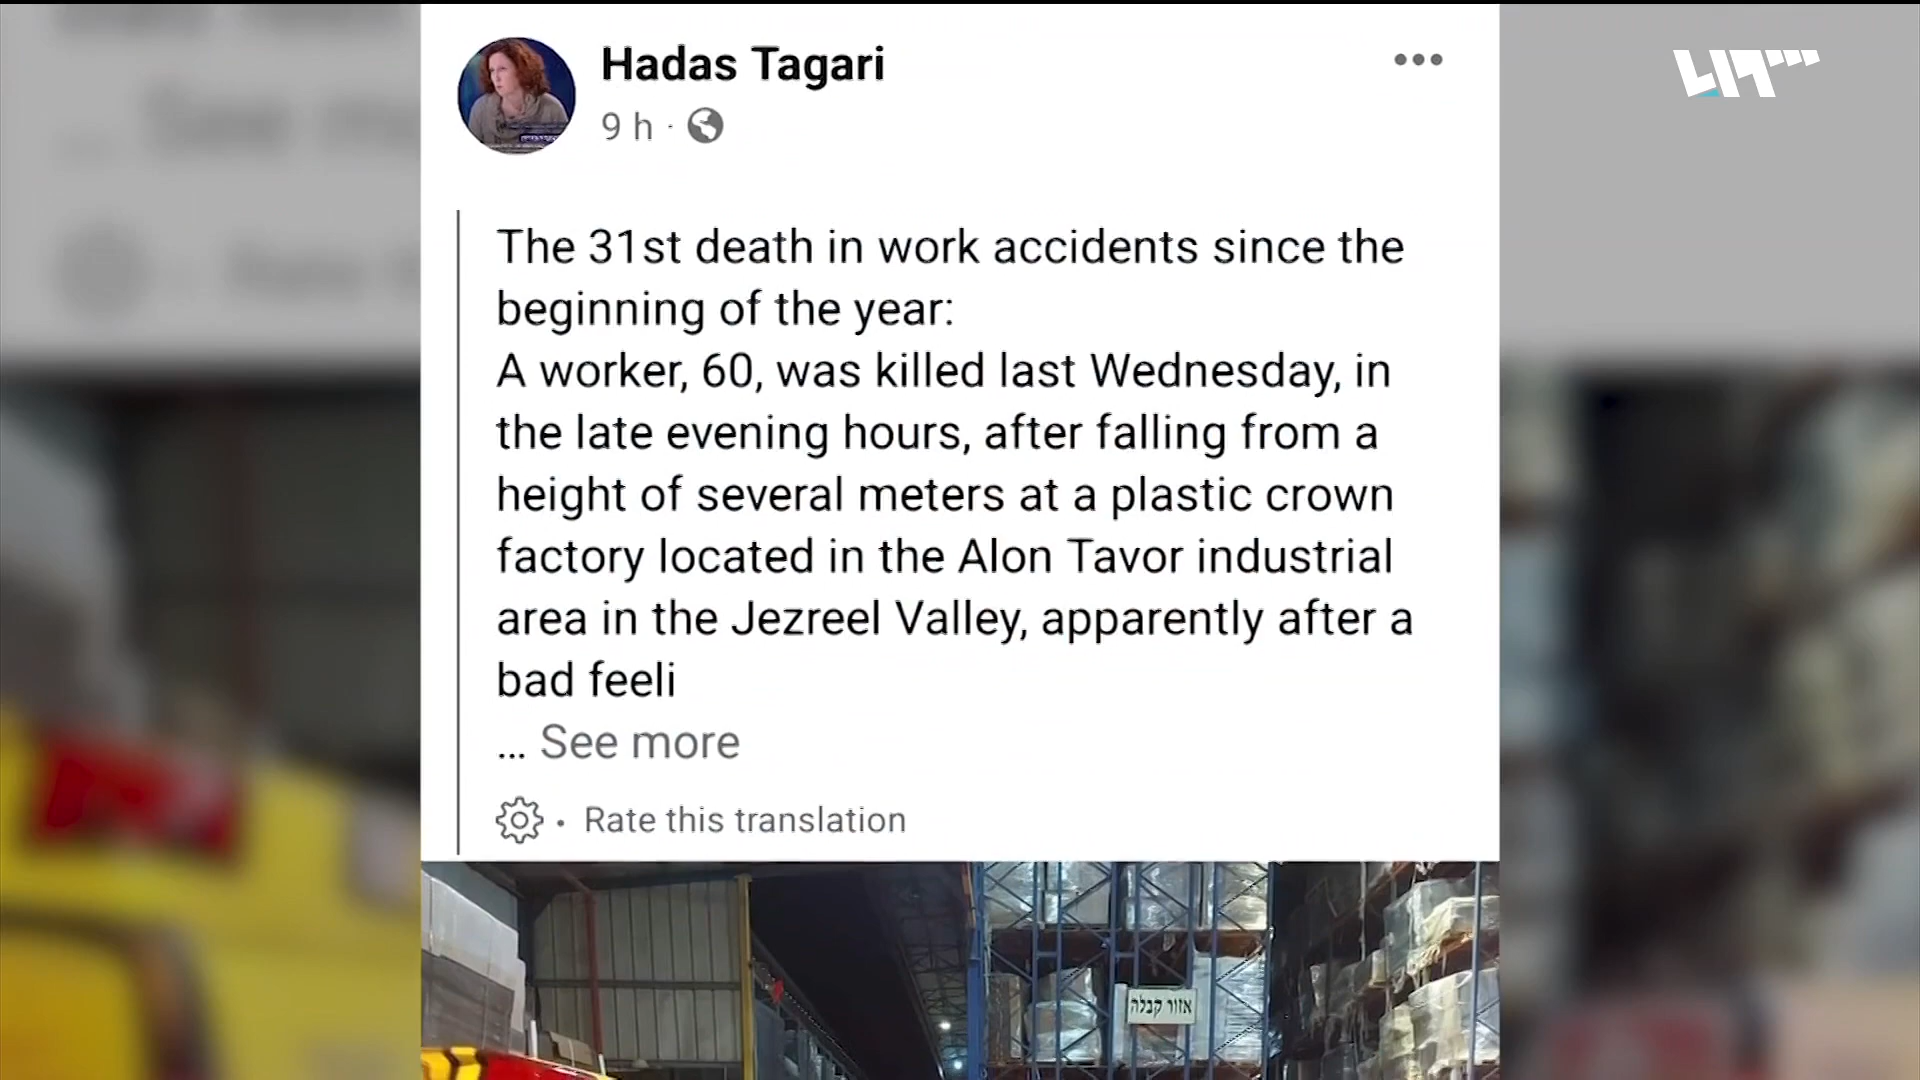 Hadas Tagari
9 h ·
The 31st death in work accidents since the
beginning of the year:
A worker, 60, was killed last Wednesday, in
the late evening hours, after falling from a
height of several meters at a plastic crown
factory located in the Alon Tavor industrial
area in the Jezreel Valley, apparently after a
bad feeli
... See more
· Rate this translation
אזור קבלה